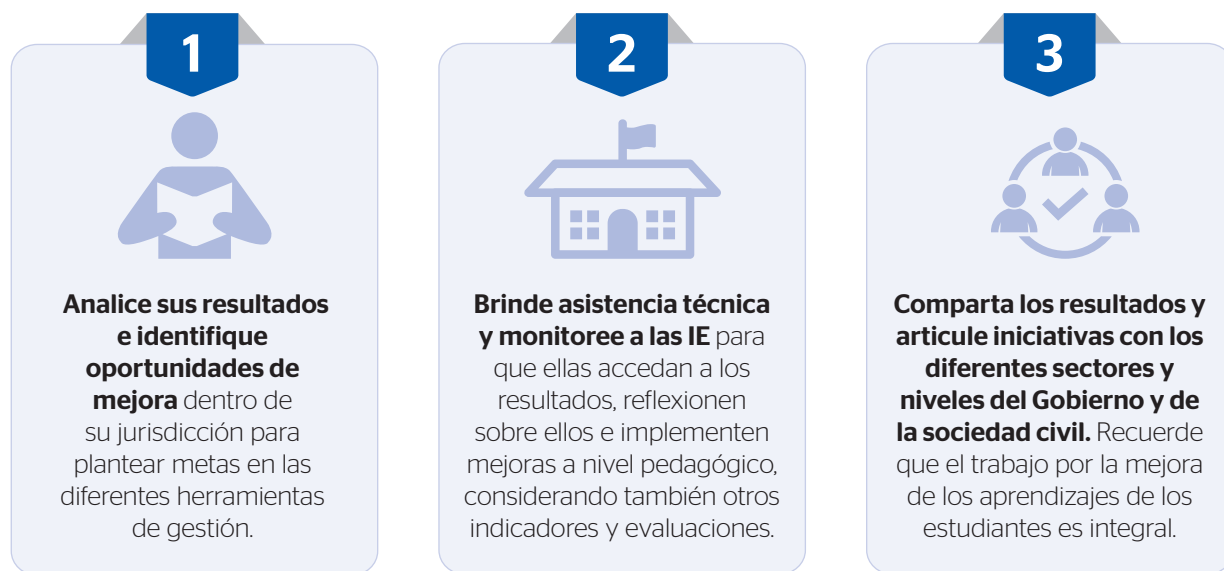 1
Analice sus resultados
e identifique
oportunidades de
mejora dentro de
su jurisdicción para
plantear metas en las
diferentes herramientas
de gestión.
2
Brinde asistencia técnica
y monitoree a las IE para
que ellas accedan a los
resultados, reflexionen
sobre ellos e implementen
mejoras a nivel pedagógico,
considerando también otros
indicadores y evaluaciones.
3
Comparta los resultados y
articule iniciativas con los
diferentes sectores y
niveles del Gobierno y de
la sociedad civil. Recuerde
que el trabajo por la mejora
de los aprendizajes de los
estudiantes es integral.